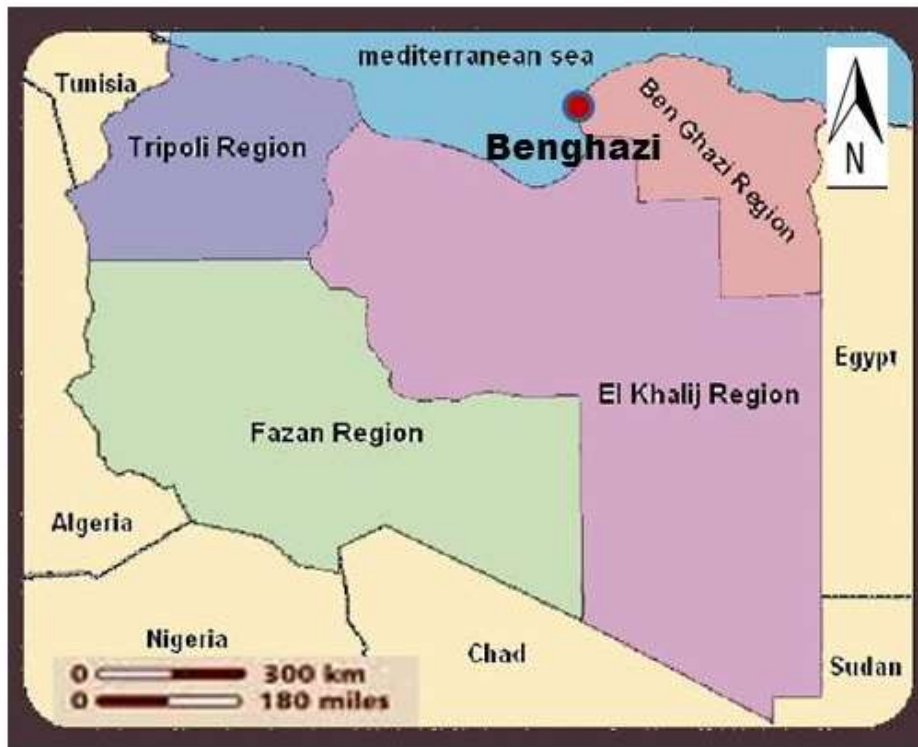 mediterranean sea
Tunisia
N
Tripoli Region
Benghazi
Ben Ghazi Region
Egypt
El Khalij Region
Fazan Region
Algeria
Nigeria
Chad
Sudan
0 300 km
0 180 miles